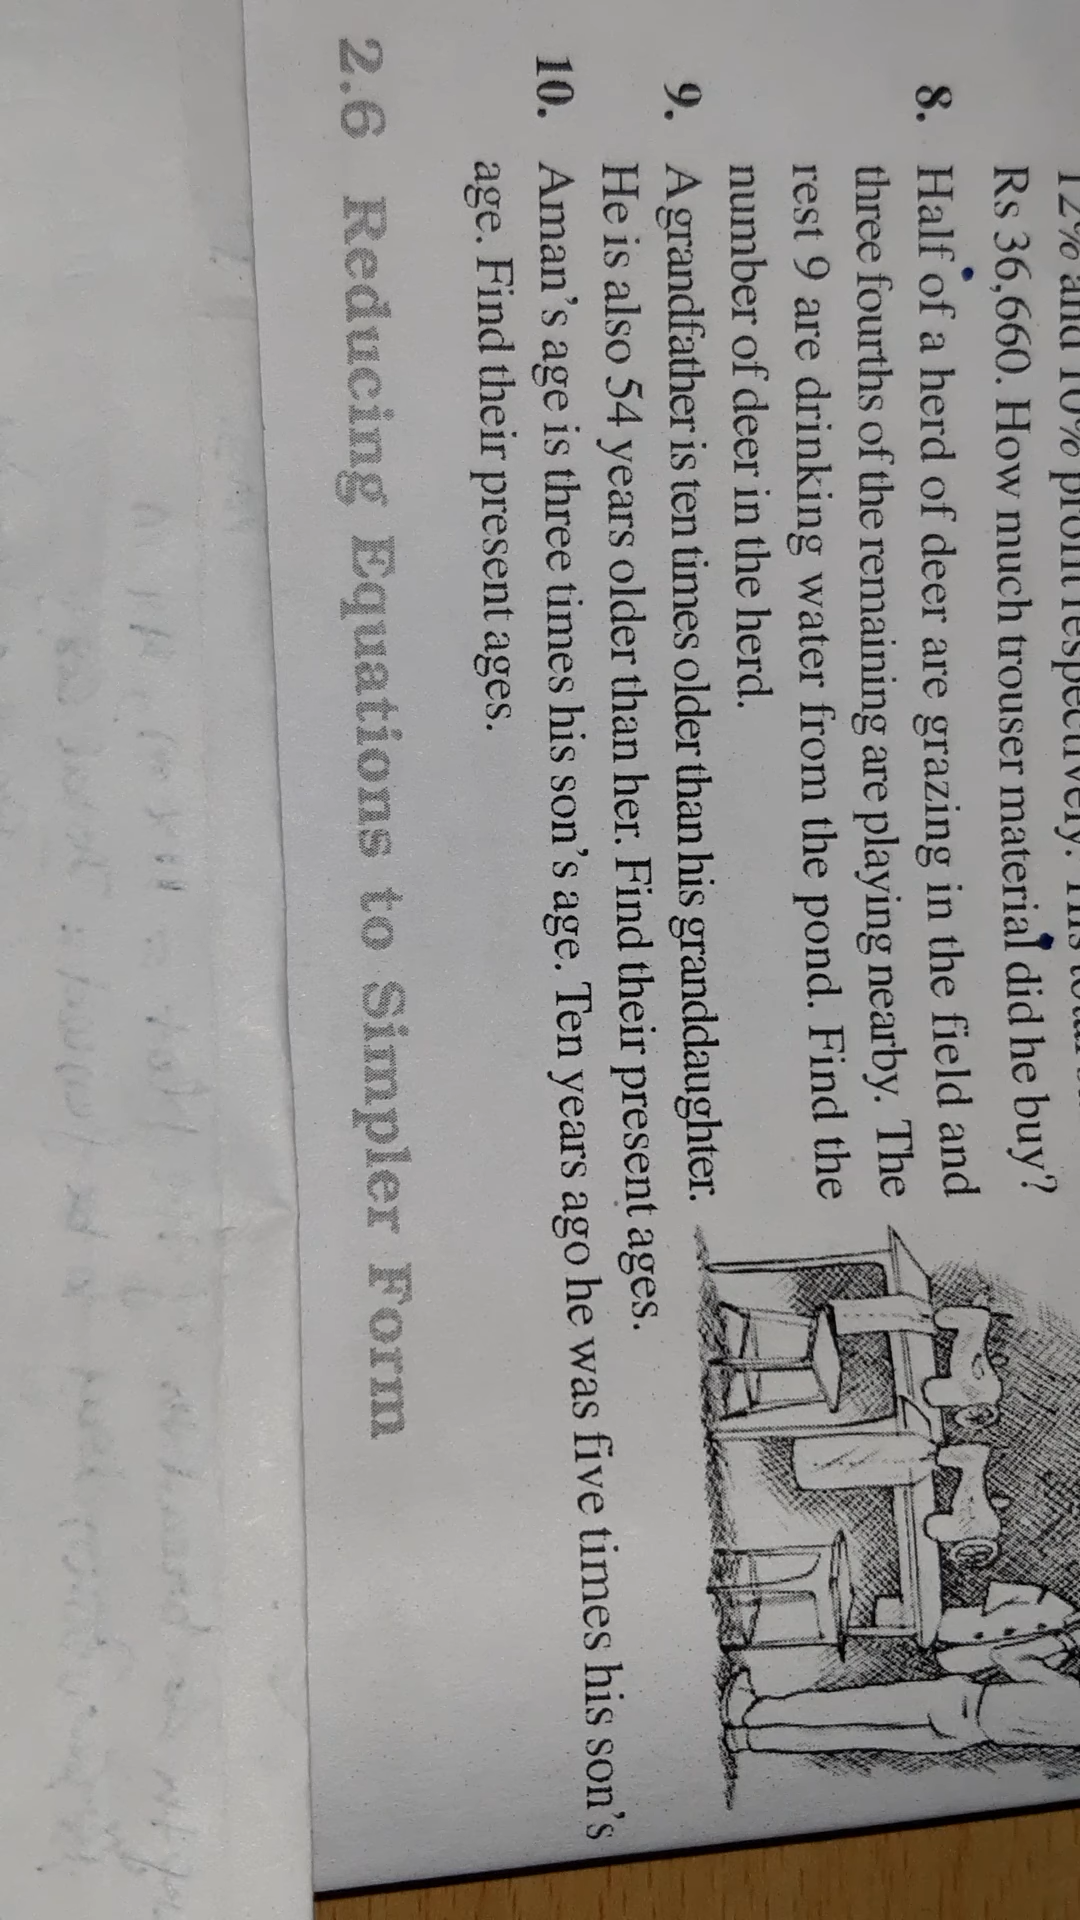 12% and 10% profit respectively.
Rs 36,660. How much trouser material did he buy?
8. Half of a herd of deer are grazing in the field and
three fourths of the remaining are playing nearby. The
rest 9 are drinking water from the pond. Find the
number of deer in the herd.
9. A grandfather is ten times older than his granddaughter.
He is also 54 years older than her. Find their present ages.
10. Aman's age is three times his son's age. Ten years ago he was five times his son's
age. Find their present ages.
2.6 Reducing Equations to Simpler Form